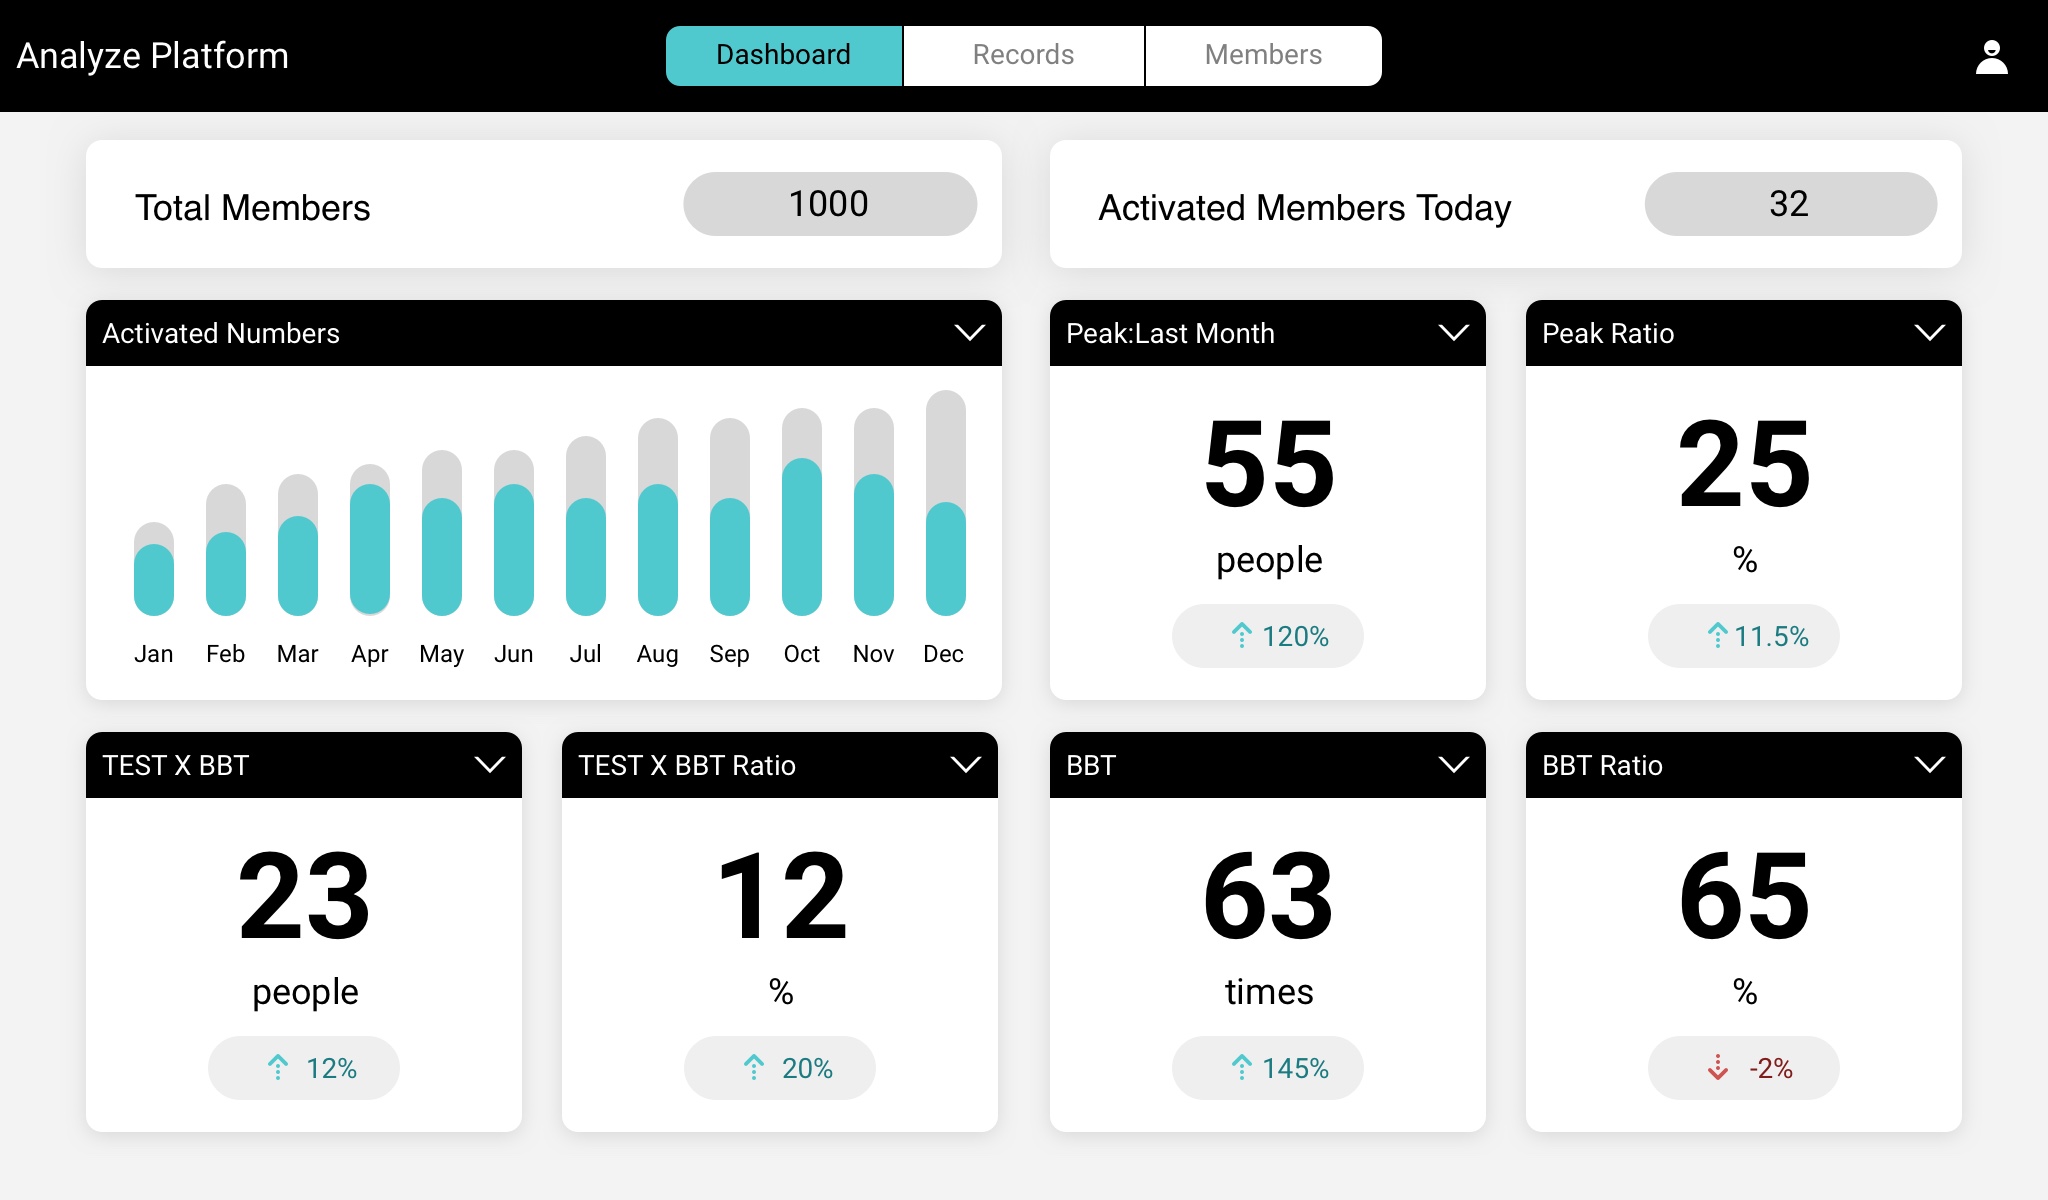 Analyze Platform
Dashboard
Records
Members
Total Members
1000
Activated Members Today
32
Activated Numbers
Jan Feb Mar Apr May Jun Jul Aug Sep Oct Nov Dec
Peak:Last Month
55
people
120%
Peak Ratio
25
%
11.5%
TEST X BBT
23
people
12%
TEST X BBT Ratio
12
%
20%
BBT
63
times
145%
BBT Ratio
65
%
-2%